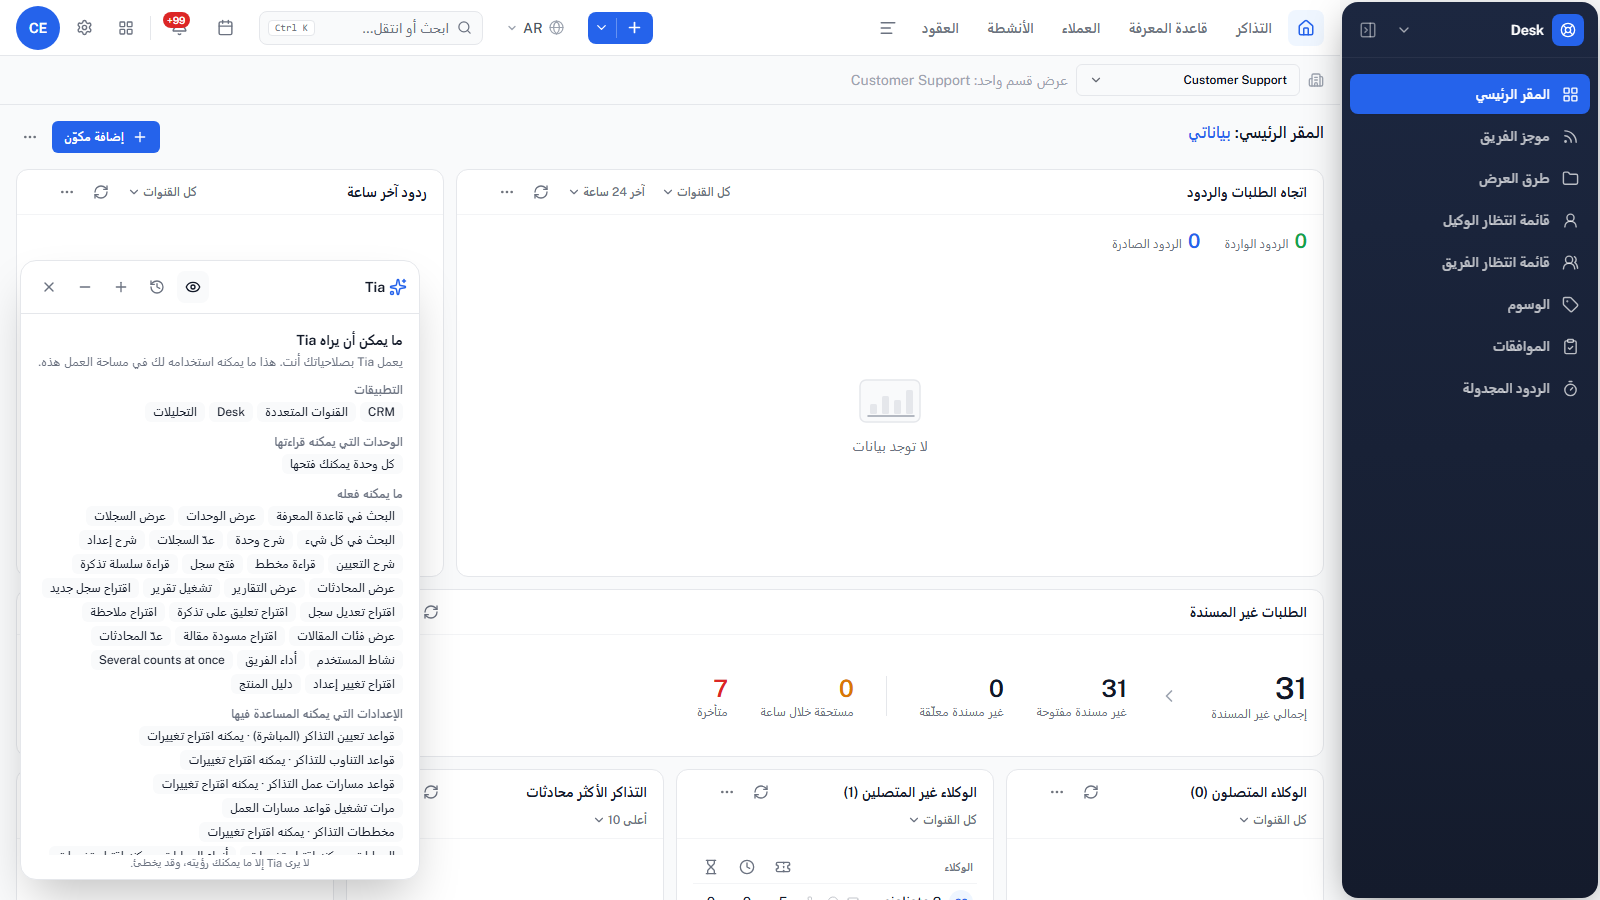 Desk
المقر الرئيسي
موجز الفريق
طرق العرض
قائمة انتظار الوكيل
قائمة انتظار الفريق
الوسوم
الموافقات
الردود المجدولة
التذاكر
قاعدة المعرفة
العملاء
الأنشطة
العقود
AR
ابحث أو انتقل...
Ctrl K
+99
CE
Customer Support
عرض قسم واحد: Customer Support
المقر الرئيسي: بياناتي
إضافة مكوّن
اتجاه الطلبات والردود
كل القنوات
آخر 24 ساعة
0 الردود الواردة
0 الردود الصادرة
لا توجد بيانات
ردود آخر ساعة
كل القنوات
الطلبات غير المسندة
31
إجمالي غير المسندة
31
غير مسندة مفتوحة
0
غير مسندة معلّقة
0
مستحقة خلال ساعة
7
متأخرة
الوكلاء المتصلون (0)
كل القنوات
الوكلاء غير المتصلين (1)
كل القنوات
الوكلاء
التذاكر الأكثر محادثات
أعلى 10
Tia
ما يمكن أن يراه Tia
يعمل Tia بصلاحياتك أنت. هذا ما يمكنه استخدامه لك في مساحة العمل هذه.
التطبيقات
CRM القنوات المتعددة Desk التحليلات
الوحدات التي يمكنه قراءتها
كل وحدة يمكنك فتحها
ما يمكنه فعله
البحث في قاعدة المعرفة عرض الوحدات عرض السجلات
البحث في كل شيء شرح وحدة عدّ السجلات شرح إعداد
شرح التعيين قراءة مخطط فتح سجل قراءة سلسلة تذكرة
عرض المحادثات عرض التقارير تشغيل تقرير اقتراح سجل جديد
اقتراح تعديل سجل اقتراح تعليق على تذكرة اقتراح ملاحظة
عرض فئات المقالات اقتراح مسودة مقالة عدّ المحادثات
نشاط المستخدم أداء الفريق Several counts at once
اقتراح تغيير إعداد دليل المنتج
الإعدادات التي يمكنه المساعدة فيها
قواعد تعيين التذاكر (المباشرة) · يمكنه اقتراح تغييرات
قواعد التناوب للتذاكر · يمكنه اقتراح تغييرات
قواعد مسارات عمل التذاكر · يمكنه اقتراح تغييرات
مرات تشغيل قواعد مسارات العمل
مخططات التذاكر · يمكنه اقتراح تغييرات
لا يرى Tia إلا ما يمكنك رؤيته، وقد يخطئ.